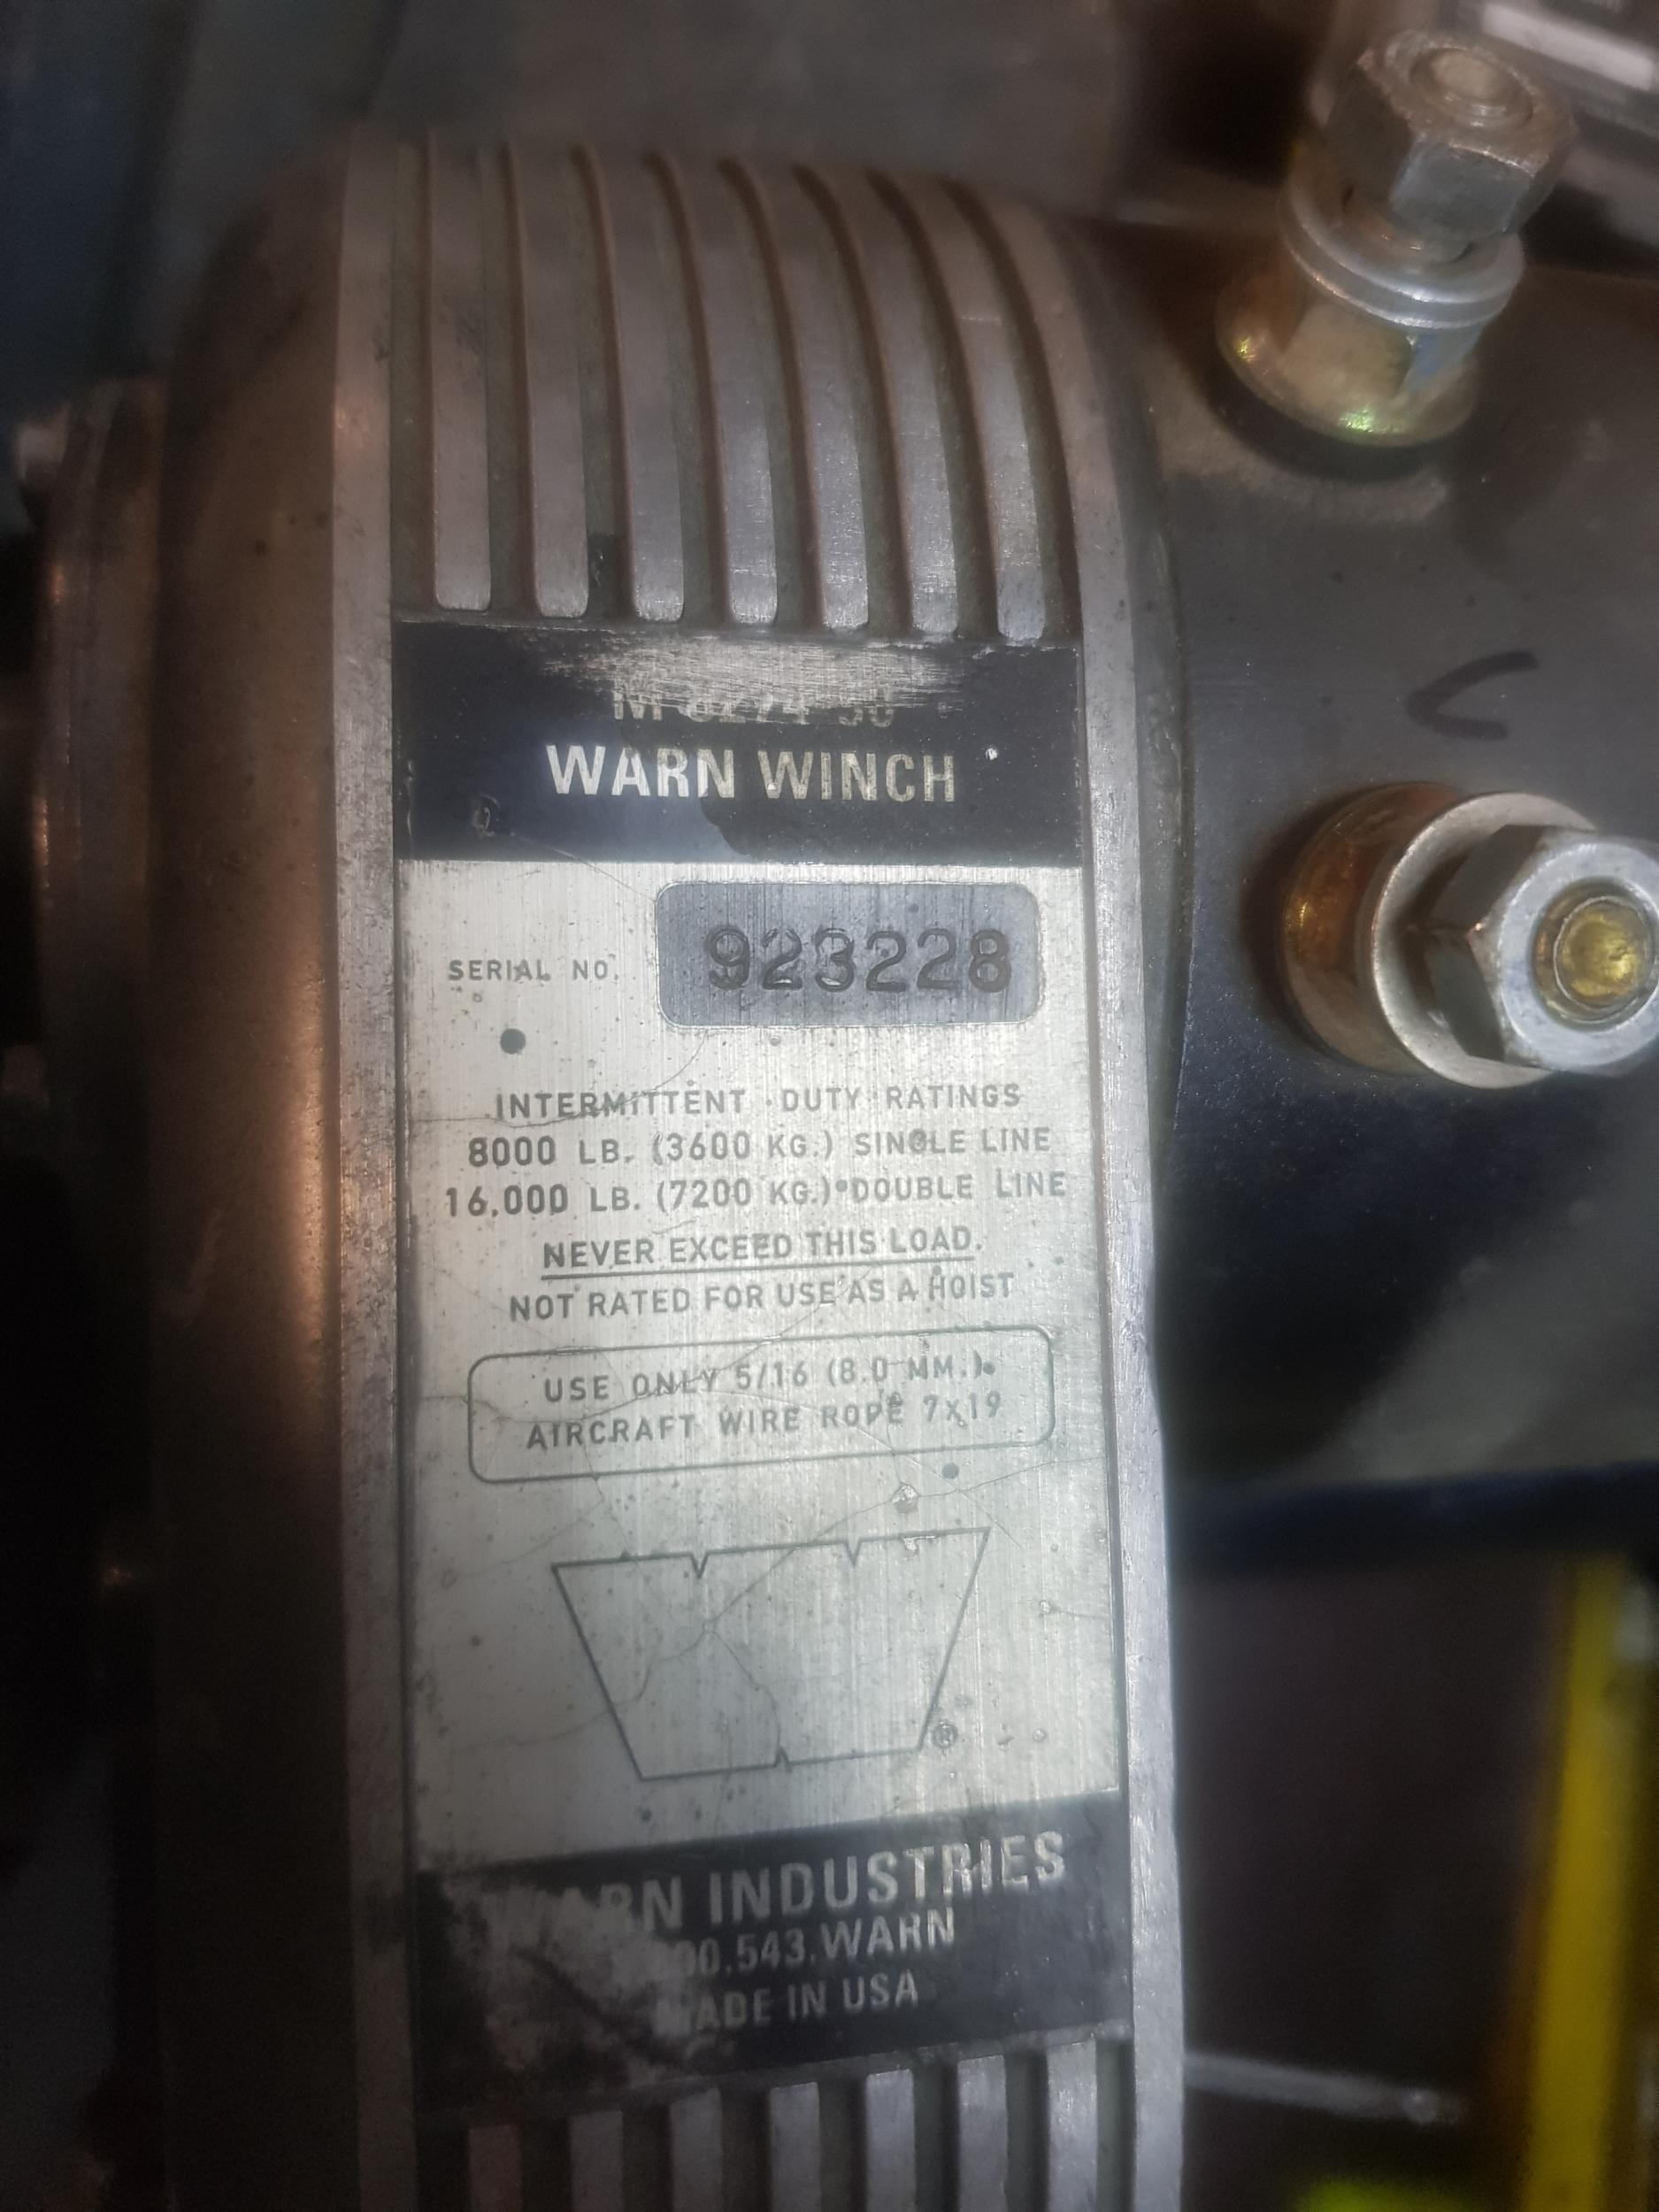 WARN WINCH
SERIAL NO. 923228
INTERMITTENT DUTY RATINGS
8000 LB. (3600 KG.) SINGLE LINE
16,000 LB. (7200 KG.) DOUBLE LINE
NEVER EXCEED THIS LOAD.
NOT RATED FOR USE AS A HOIST
USE ONLY 5/16 (8.0 MM.)
AIRCRAFT WIRE ROPE 7X19
®
WARN INDUSTRIES
543.WARN
MADE IN USA